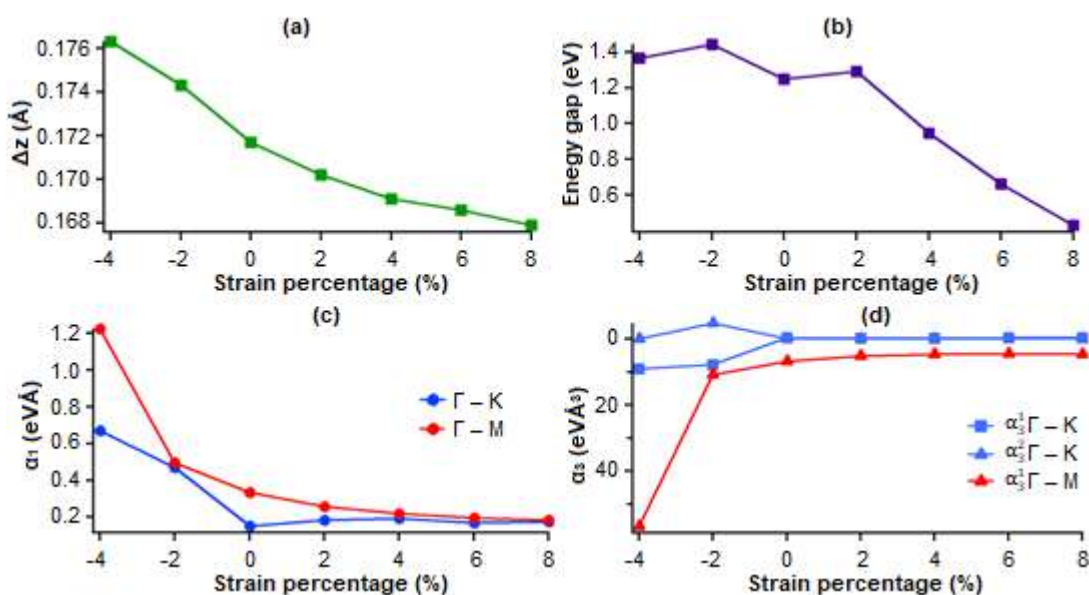 (a)
Δz (Å)
0.176
0.174
0.172
0.170
0.168
-4
-2
0
2
4
6
8
Strain percentage (%)
(b)
Energy gap (eV)
1.4
1.2
1.0
0.8
0.6
-4
-2
0
2
4
6
8
Strain percentage (%)
(c)
α₁ (eVÅ)
1.2
1.0
0.8
0.6
0.4
0.2
Γ – K
Γ – M
-4
-2
0
2
4
6
8
Strain percentage (%)
(d)
α₃ (eVÅ³)
0
20
40
α₃¹Γ – K
α₃²Γ – K
α₃¹Γ – M
-4
-2
0
2
4
6
8
Strain percentage (%)